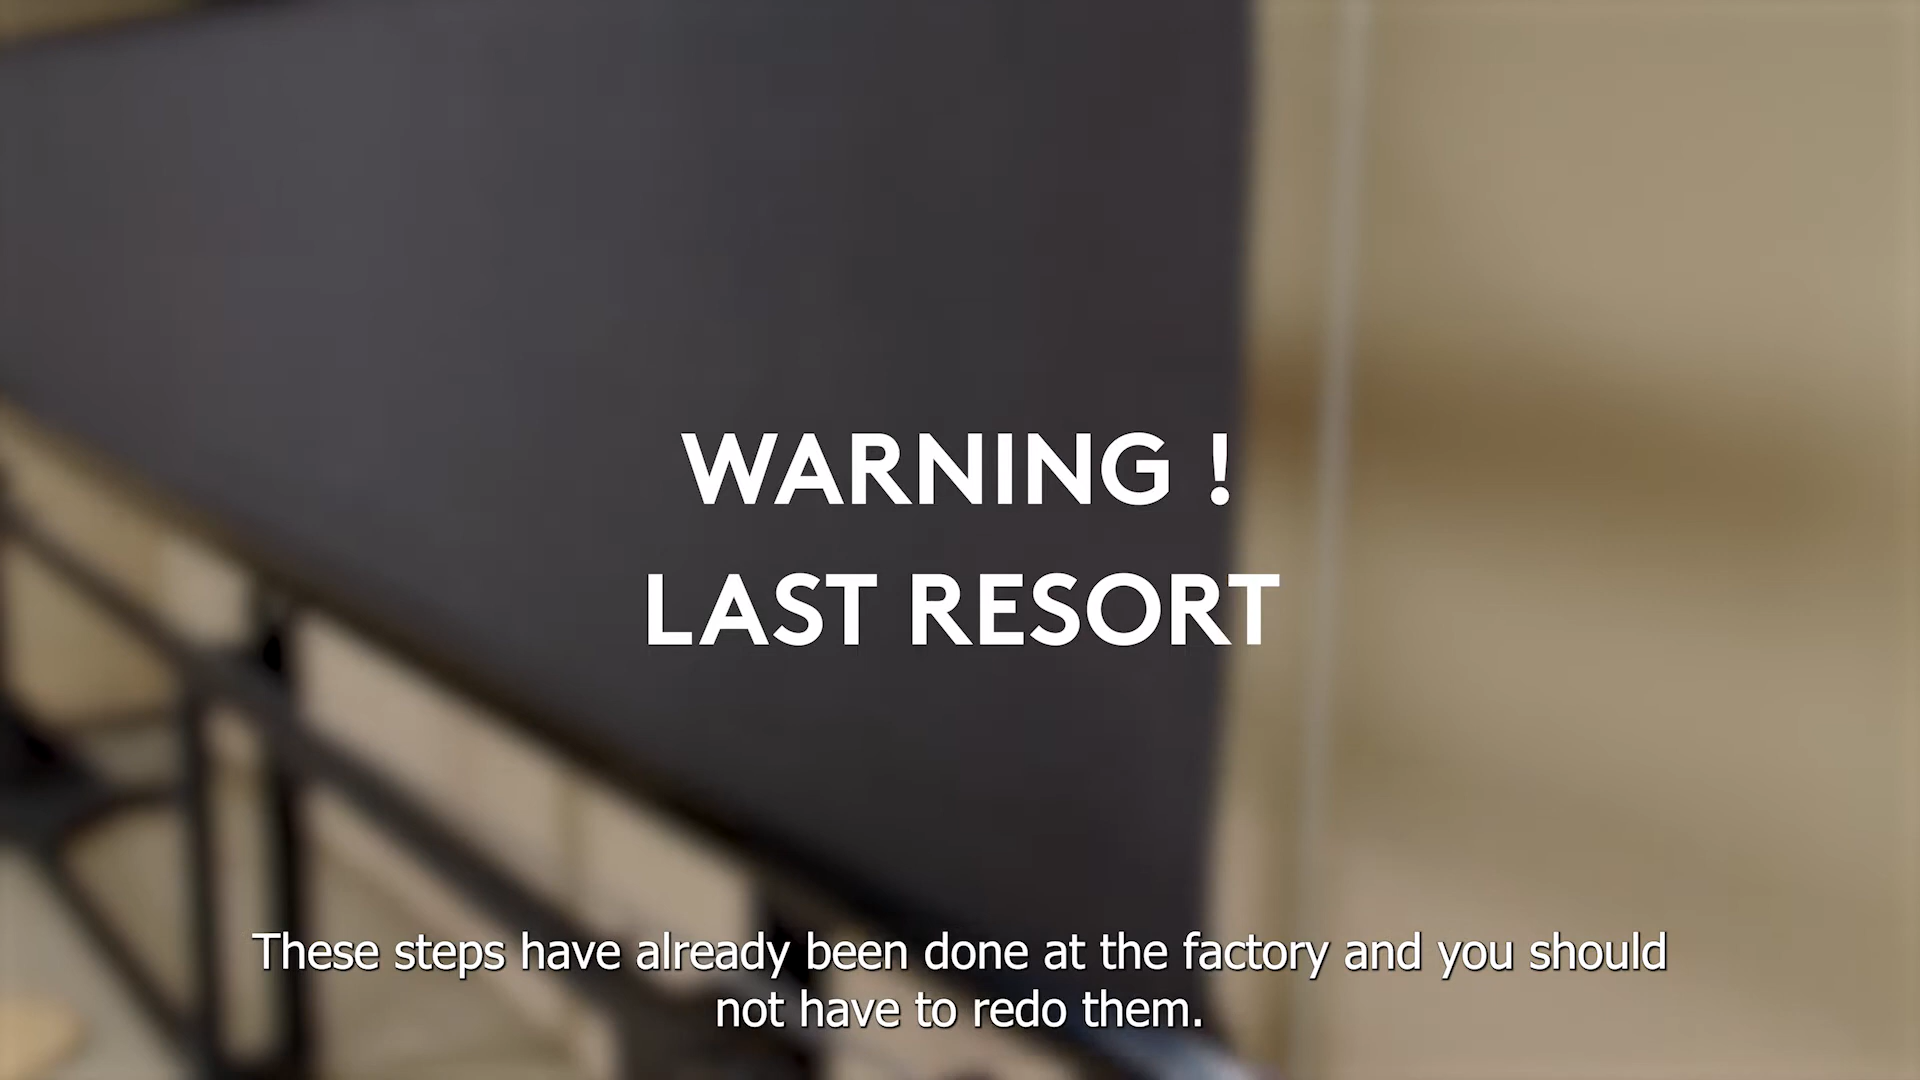 WARNING !
LAST RESORT
These steps have already been done at the factory and you should
not have to redo them.